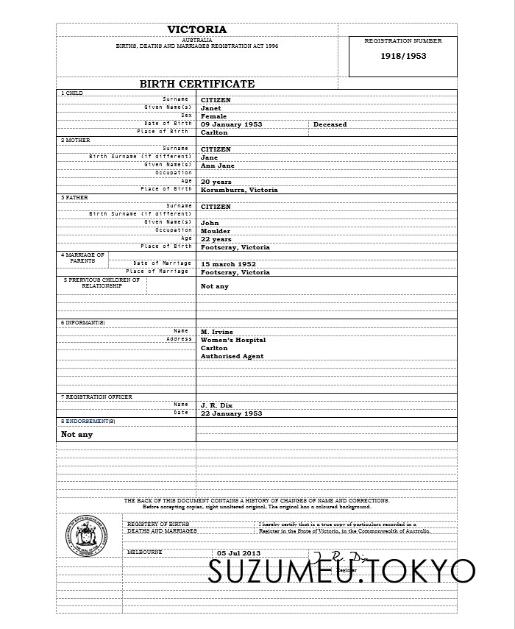 VICTORIA
AUSTRALIA
BIRTHS, DEATHS AND MARRIAGES REGISTRATION ACT 1996
REGISTRATION NUMBER
1918/1953
BIRTH CERTIFICATE
1 CHILD
Surname CITIZEN
Given Name(s) Janet
Sex Female
Date of Birth 09 January 1953 Deceased
Place of Birth Carlton
2 MOTHER
Surname CITIZEN
Birth Surname (if different) Jane
Given Name(s) Ann Jane
Occupation
Age 20 years
Place of Birth Korumburra, Victoria
3 FATHER
Surname CITIZEN
Birth Surname (if different)
Given Name(s) John
Occupation Moulder
Age 22 years
Place of Birth Footscray, Victoria
4 MARRIAGE OF
PARENTS
Date of Marriage 15 march 1952
Place of Marriage Footscray, Victoria
5 PRERVIOUS CHILDREN OF
RELATIONSHIP
Not any
6 INFORMANT(S)
Name M. Irvine
Address Women's Hospital
Carlton
Authorised Agent
7 REGISTRATION OFFICER
Name J. R. Dix
Date 22 January 1953
8 ENDORSEMENT(S)
Not any
THE BACK OF THIS DOCUMENT CONTAINS A HISTORY OF CHANGES OF NAME AND CORRECTIONS.
Before accepting copies, sight unaltered original. The original has a coloured background.
REGISTERY OF BIRTHS
DEATHS AND MARRIAGES
I hereby certify that is a true copy of particulars recorded in a
Register in the State of Victoria, in the Commonwealth of Australia.
MELBOURNE 05 Jul 2013
J. R. Dix
Registrar
SUZUMEU.TOKYO